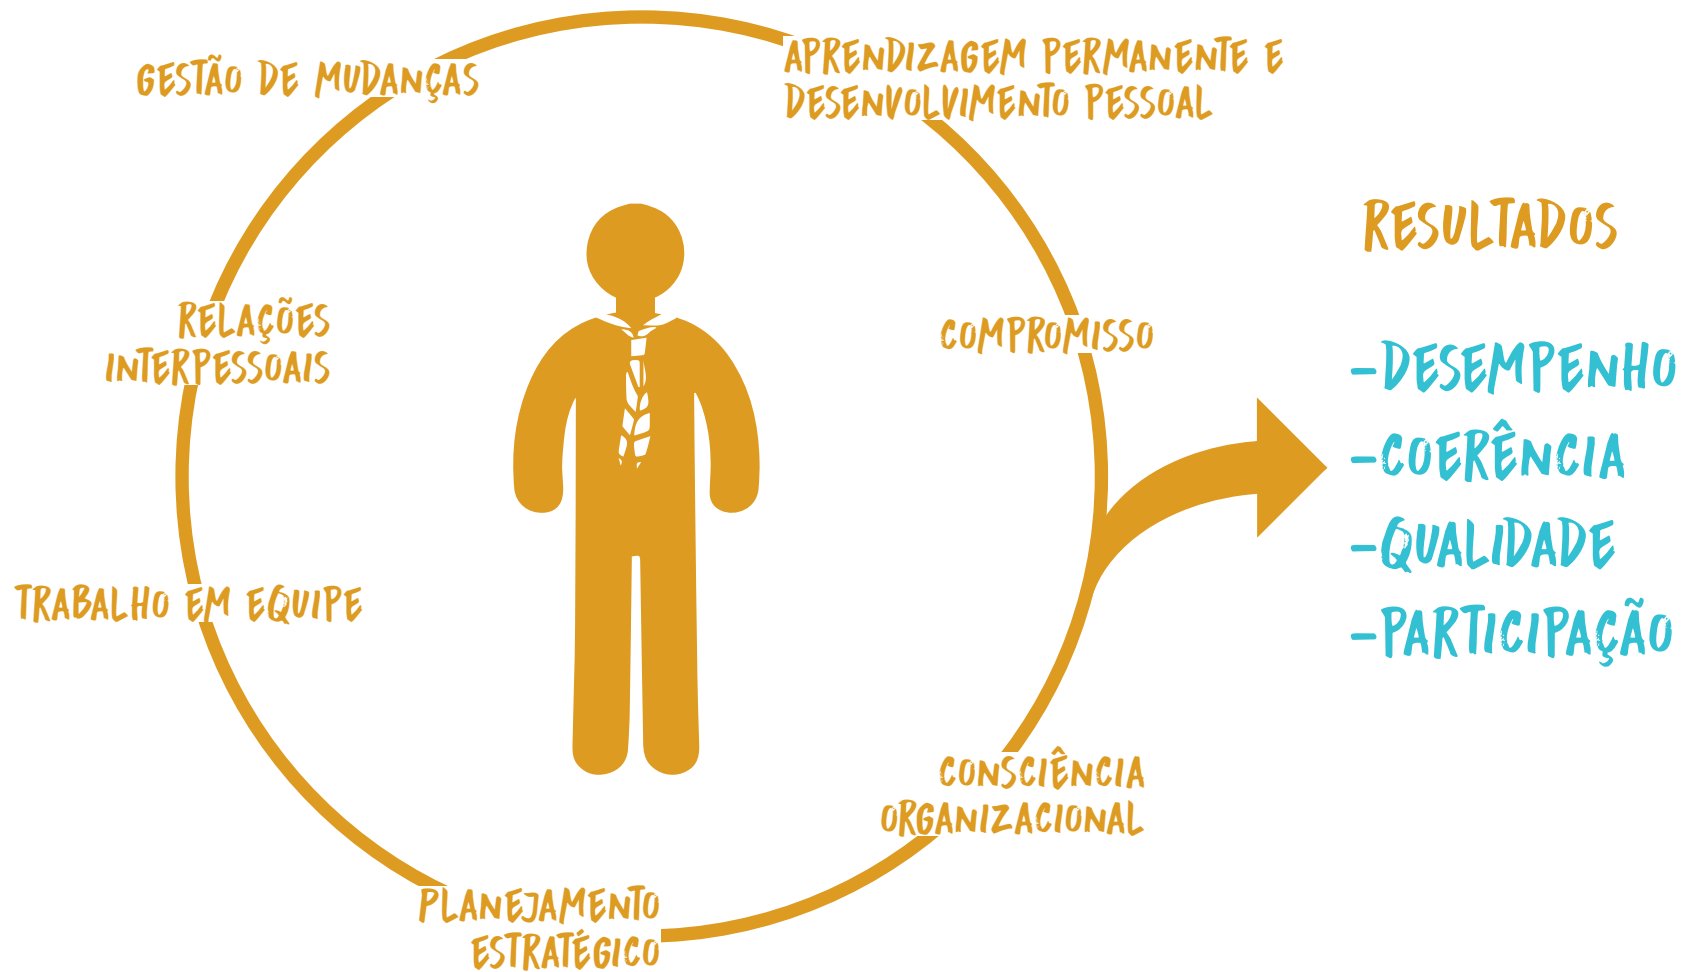 GESTÃO DE MUDANÇAS
APRENDIZAGEM PERMANENTE E
DESENVOLVIMENTO PESSOAL
RELAÇÕES
INTERPESSOAIS
COMPROMISSO
TRABALHO EM EQUIPE
CONSCIÊNCIA
ORGANIZACIONAL
PLANEJAMENTO
ESTRATÉGICO
RESULTADOS
-DESEMPENHO
-COERÊNCIA
-QUALIDADE
-PARTICIPAÇÃO